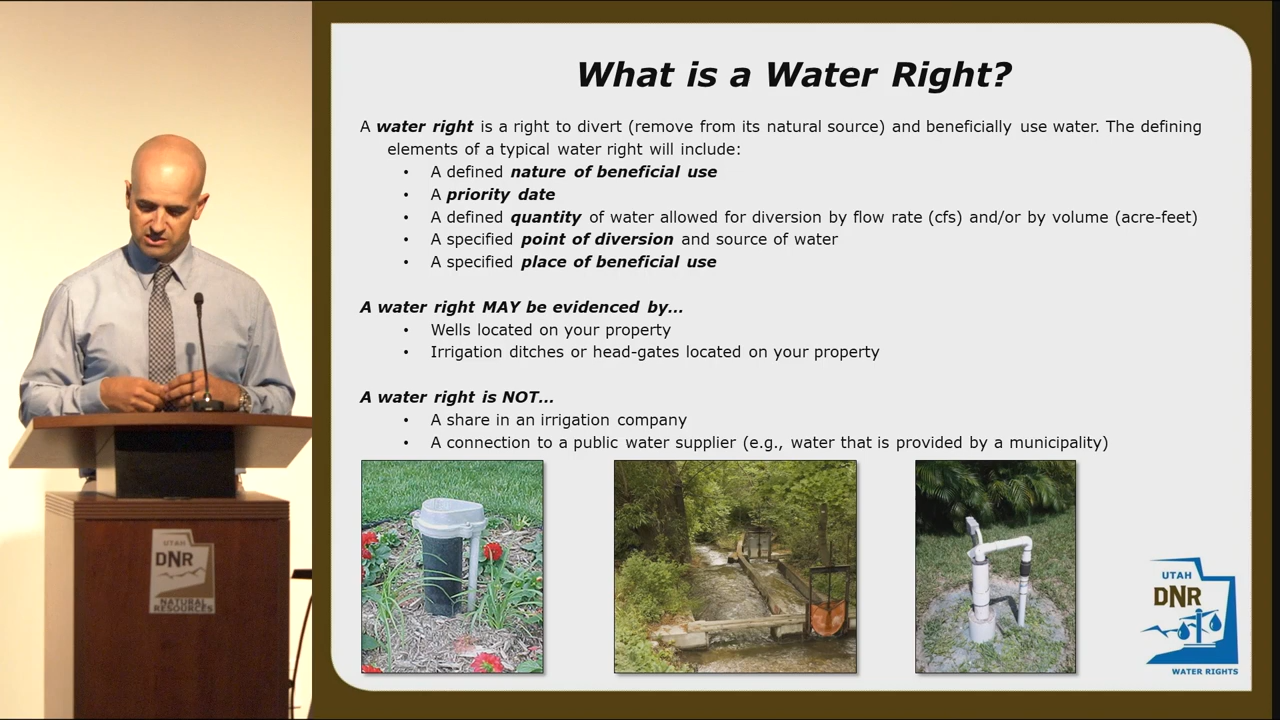 What is a Water Right?
A water right is a right to divert (remove from its natural source) and beneficially use water. The defining
elements of a typical water right will include:
• A defined nature of beneficial use
• A priority date
• A defined quantity of water allowed for diversion by flow rate (cfs) and/or by volume (acre-feet)
• A specified point of diversion and source of water
• A specified place of beneficial use
A water right MAY be evidenced by...
• Wells located on your property
• Irrigation ditches or head-gates located on your property
A water right is NOT...
• A share in an irrigation company
• A connection to a public water supplier (e.g., water that is provided by a municipality)
UTAH
DNR
NATURAL
RESOURCES
UTAH
DNR
WATER RIGHTS